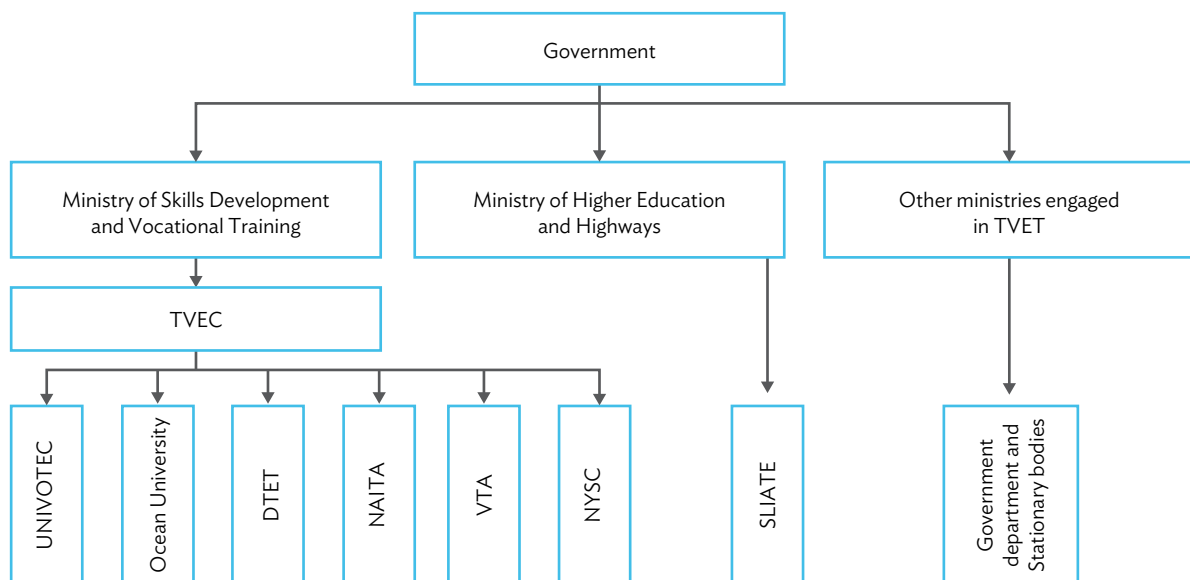 Government
Ministry of Skills Development
and Vocational Training
Ministry of Higher Education
and Highways
Other ministries engaged
in TVET
TVEC
UNIVOTEC
Ocean University
DTET
NAITA
VTA
NYSC
SLIATE
Government
department and
Stationary bodies